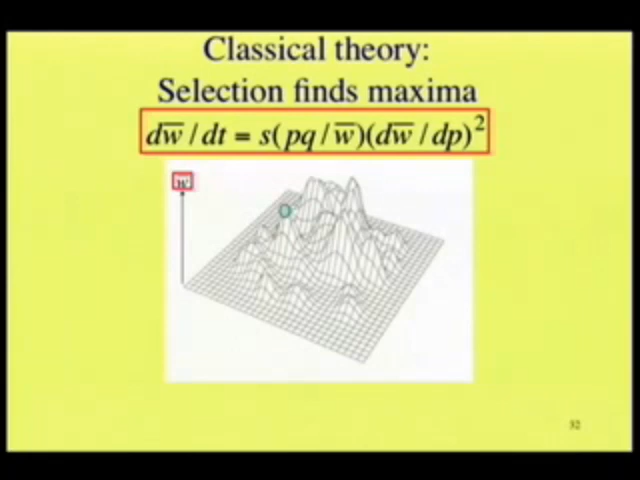 Classical theory:
Selection finds maxima
dw̅ / dt = s(pq / w̅)(dw̅ / dp)²
w
32